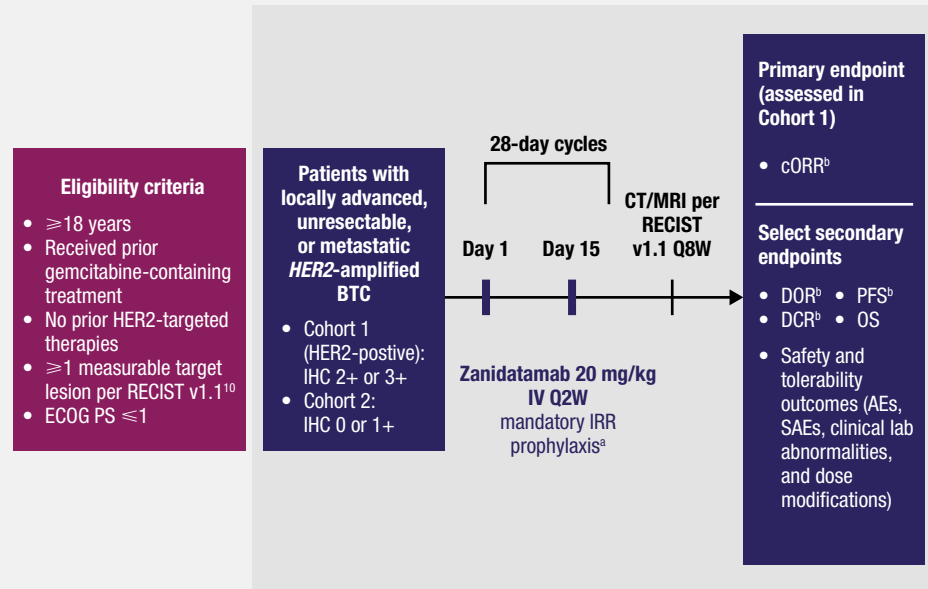 Eligibility criteria
• ⩾18 years
• Received prior
gemcitabine-containing
treatment
• No prior HER2-targeted
therapies
• ⩾1 measurable target
lesion per RECIST v1.1¹⁰
• ECOG PS ⩽1
Patients with
locally advanced,
unresectable,
or metastatic
HER2-amplified
BTC
• Cohort 1
(HER2-postive):
IHC 2+ or 3+
• Cohort 2:
IHC 0 or 1+
28-day cycles
Day 1
Day 15
CT/MRI per
RECIST
v1.1 Q8W
Zanidatamab 20 mg/kg
IV Q2W
mandatory IRR
prophylaxisᵃ
Primary endpoint
(assessed in
Cohort 1)
• cORRᵇ
Select secondary
endpoints
• DORᵇ • PFSᵇ
• DCRᵇ • OS
• Safety and
tolerability
outcomes (AEs,
SAEs, clinical lab
abnormalities,
and dose
modifications)